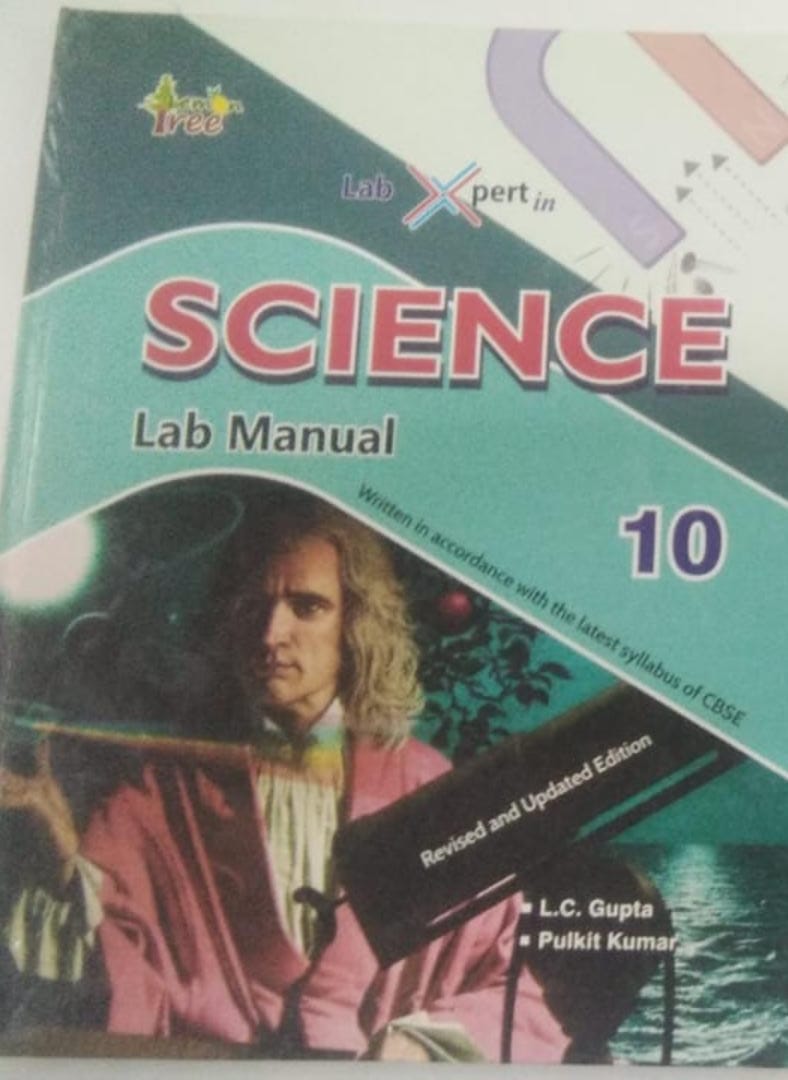 Lemon
Tree
Lab Xpert in
SCIENCE
Lab Manual
10
Written in accordance with the latest syllabus of CBSE
Revised and Updated Edition
L.C. Gupta
Pulkit Kumar